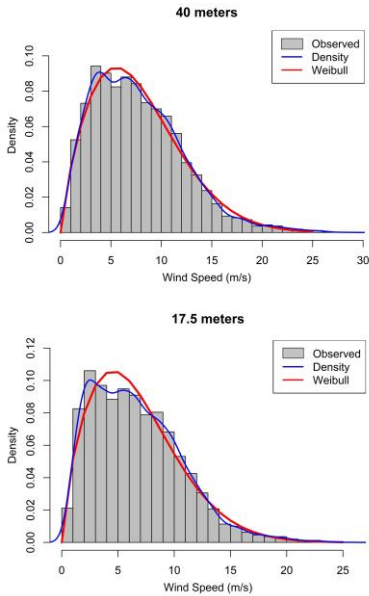 40 meters
Observed
Density
Weibull
Density
0.00 0.02 0.04 0.06 0.08 0.10
0 5 10 15 20 25 30
Wind Speed (m/s)
17.5 meters
Observed
Density
Weibull
Density
0.00 0.02 0.04 0.06 0.08 0.10 0.12
0 5 10 15 20 25
Wind Speed (m/s)